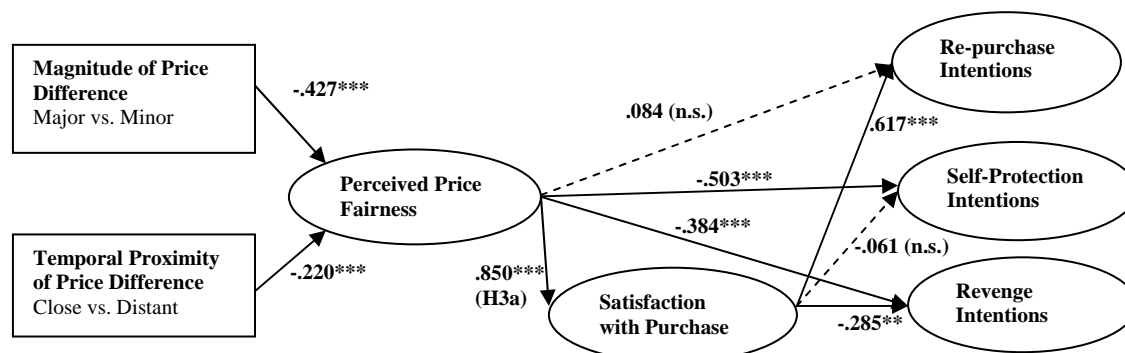 Magnitude of Price
Difference
Major vs. Minor
-.427***
Temporal Proximity
of Price Difference
Close vs. Distant
-.220***
Perceived Price
Fairness
.084 (n.s.)
.617***
-.503***
-.384***
-.061 (n.s.)
.850***
(H3a)
Satisfaction
with Purchase
-.285**
Re-purchase
Intentions
Self-Protection
Intentions
Revenge
Intentions